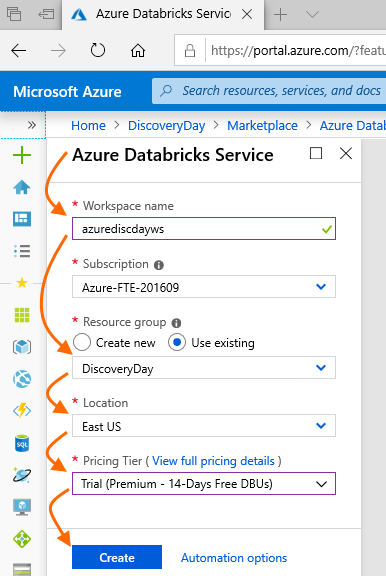 Azure Databricks Service
https://portal.azure.com/?featu
Microsoft Azure
Search resources, services, and docs
Home > DiscoveryDay > Marketplace > Azure Datab
Azure Databricks Service
* Workspace name
azurediscdayws
* Subscription
Azure-FTE-201609
* Resource group
Create new Use existing
DiscoveryDay
* Location
East US
* Pricing Tier (View full pricing details)
Trial (Premium - 14-Days Free DBUs)
SQL
Create Automation options